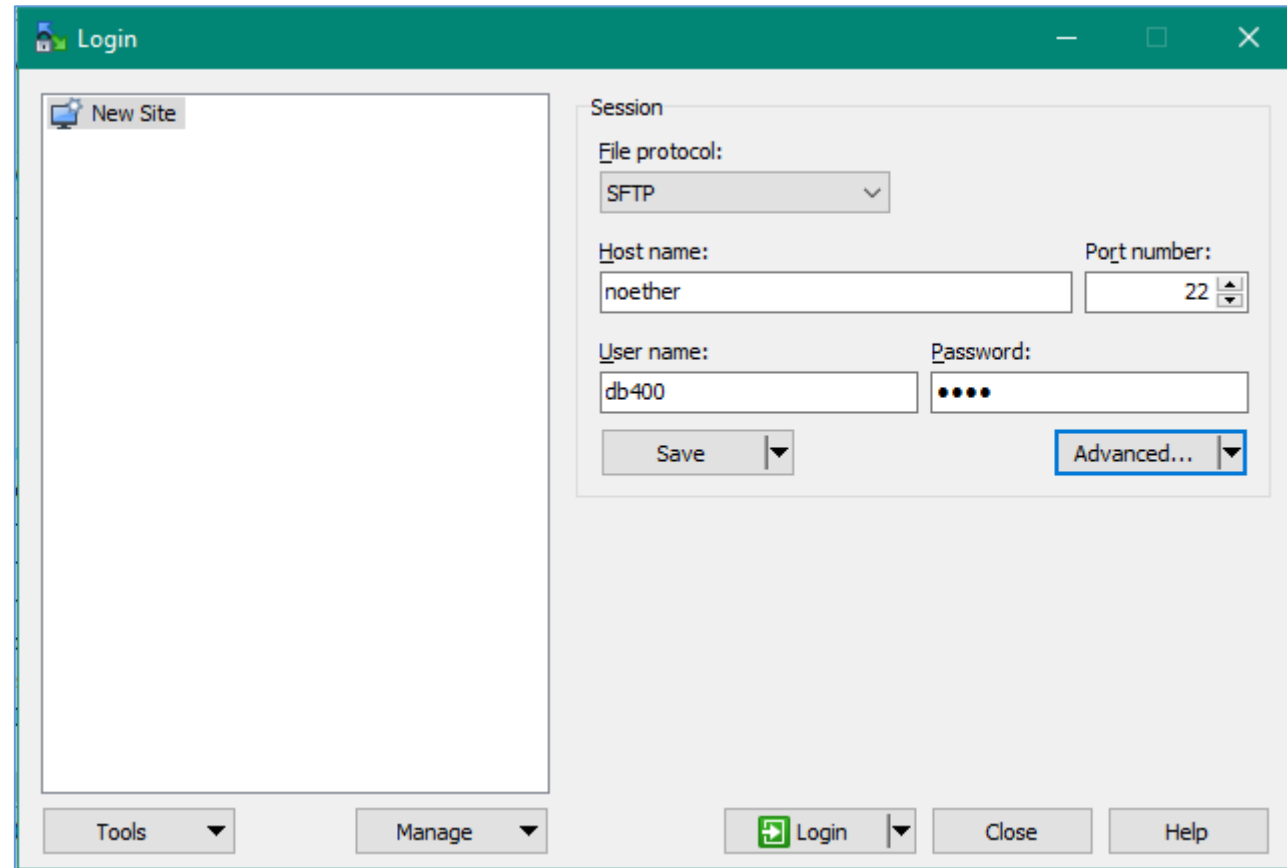 Login
New Site
Session
File protocol:
SFTP
Host name: Port number:
noether 22
User name: Password:
db400 ••••
Save Advanced...
Tools Manage Login Close Help